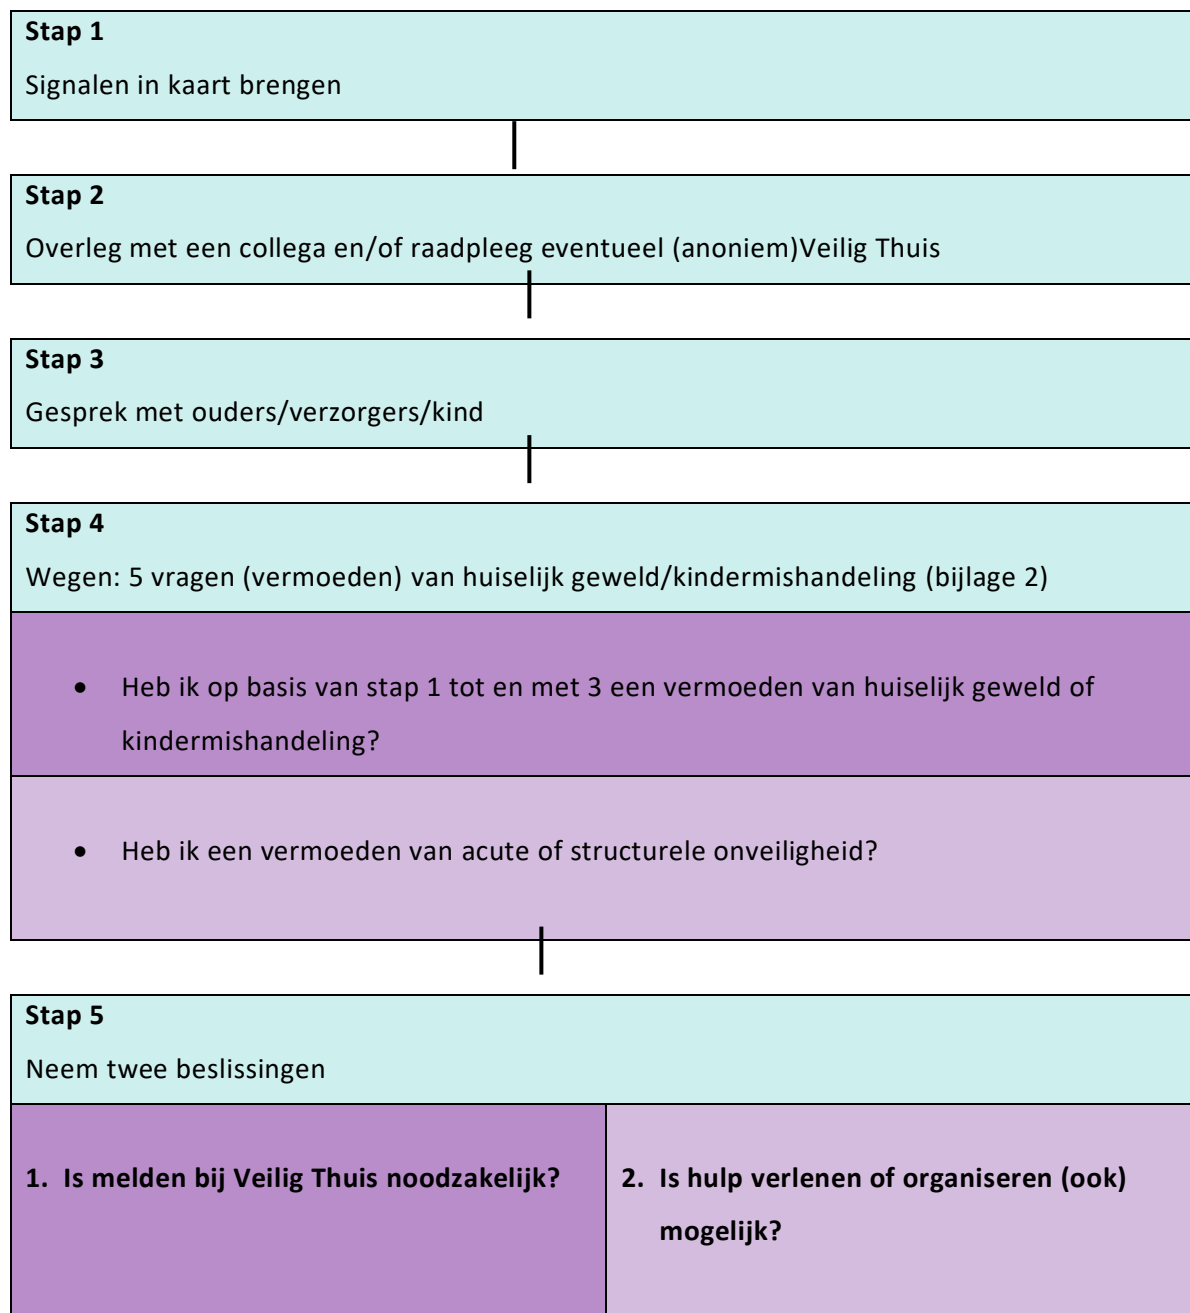 Stap 1
Signalen in kaart brengen
Stap 2
Overleg met een collega en/of raadpleeg eventueel (anoniem)Veilig Thuis
Stap 3
Gesprek met ouders/verzorgers/kind
Stap 4
Wegen: 5 vragen (vermoeden) van huiselijk geweld/kindermishandeling (bijlage 2)
• Heb ik op basis van stap 1 tot en met 3 een vermoeden van huiselijk geweld of
kindermishandeling?
• Heb ik een vermoeden van acute of structurele onveiligheid?
Stap 5
Neem twee beslissingen
1. Is melden bij Veilig Thuis noodzakelijk?
2. Is hulp verlenen of organiseren (ook)
mogelijk?